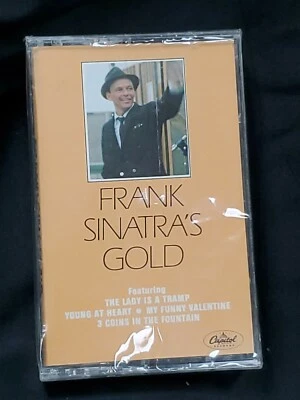 FRANK
SINATRA'S
GOLD
Featuring
THE LADY IS A TRAMP
YOUNG AT HEART • MY FUNNY VALENTINE
3 COINS IN THE FOUNTAIN
Capitol
RECORDS